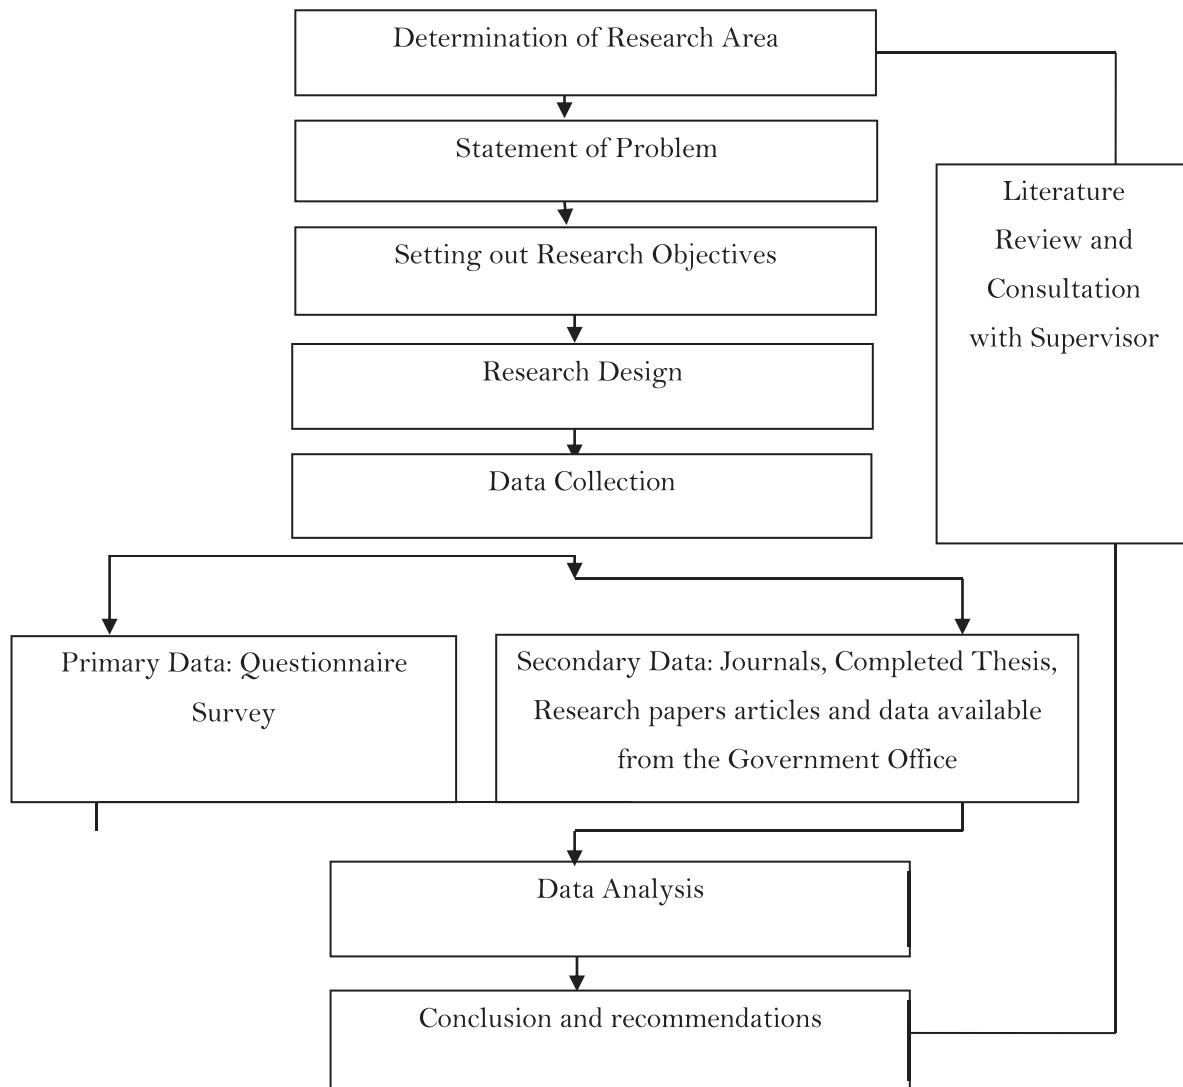 Determination of Research Area
Statement of Problem
Setting out Research Objectives
Research Design
Data Collection
Literature
Review and
Consultation
with Supervisor
Primary Data: Questionnaire
Survey
Secondary Data: Journals, Completed Thesis,
Research papers articles and data available
from the Government Office
Data Analysis
Conclusion and recommendations